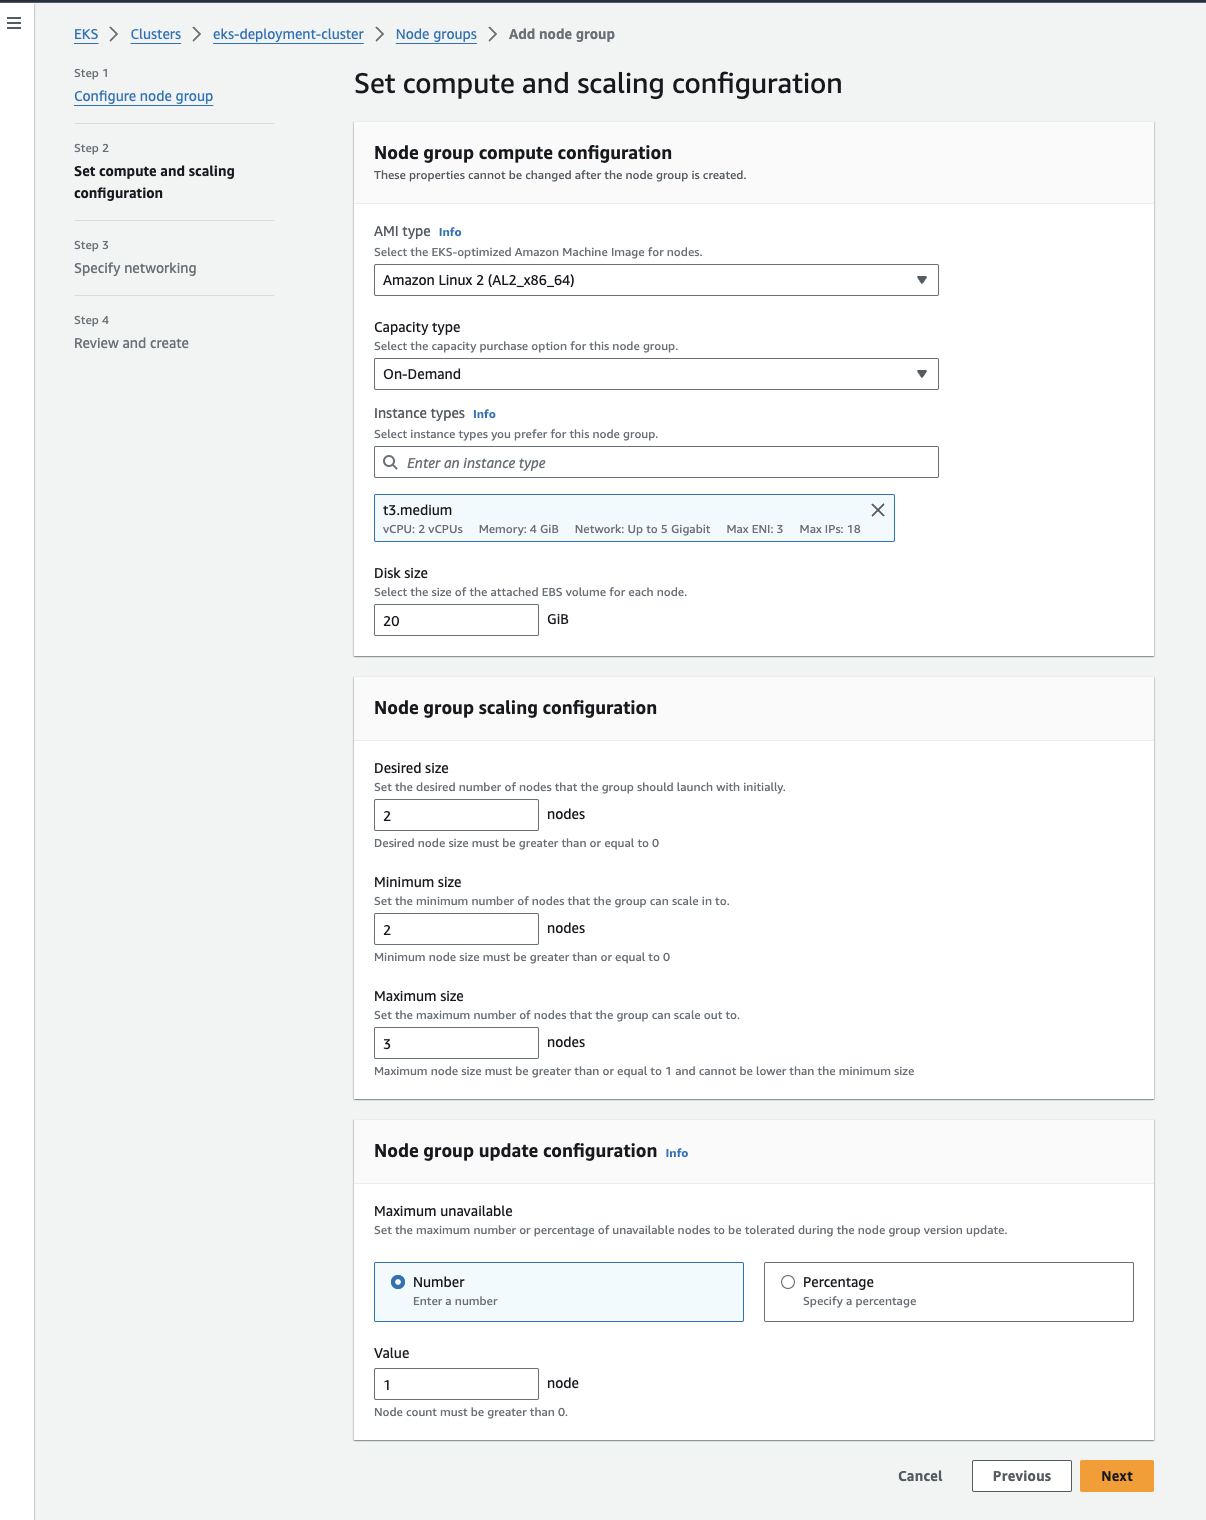 EKS > Clusters > eks-deployment-cluster > Node groups > Add node group
Step 1
Configure node group
Step 2
Set compute and scaling
configuration
Step 3
Specify networking
Step 4
Review and create
Set compute and scaling configuration
Node group compute configuration
These properties cannot be changed after the node group is created.
AMI type Info
Select the EKS-optimized Amazon Machine Image for nodes.
Amazon Linux 2 (AL2_x86_64)
Capacity type
Select the capacity purchase option for this node group.
On-Demand
Instance types Info
Select instance types you prefer for this node group.
Enter an instance type
t3.medium
vCPU: 2 vCPUs Memory: 4 GiB Network: Up to 5 Gigabit Max ENI: 3 Max IPs: 18
Disk size
Select the size of the attached EBS volume for each node.
20 GiB
Node group scaling configuration
Desired size
Set the desired number of nodes that the group should launch with initially.
2 nodes
Desired node size must be greater than or equal to 0
Minimum size
Set the minimum number of nodes that the group can scale in to.
2 nodes
Minimum node size must be greater than or equal to 0
Maximum size
Set the maximum number of nodes that the group can scale out to.
3 nodes
Maximum node size must be greater than or equal to 1 and cannot be lower than the minimum size
Node group update configuration Info
Maximum unavailable
Set the maximum number or percentage of unavailable nodes to be tolerated during the node group version update.
Number
Enter a number
Percentage
Specify a percentage
Value
1 node
Node count must be greater than 0.
Cancel Previous Next